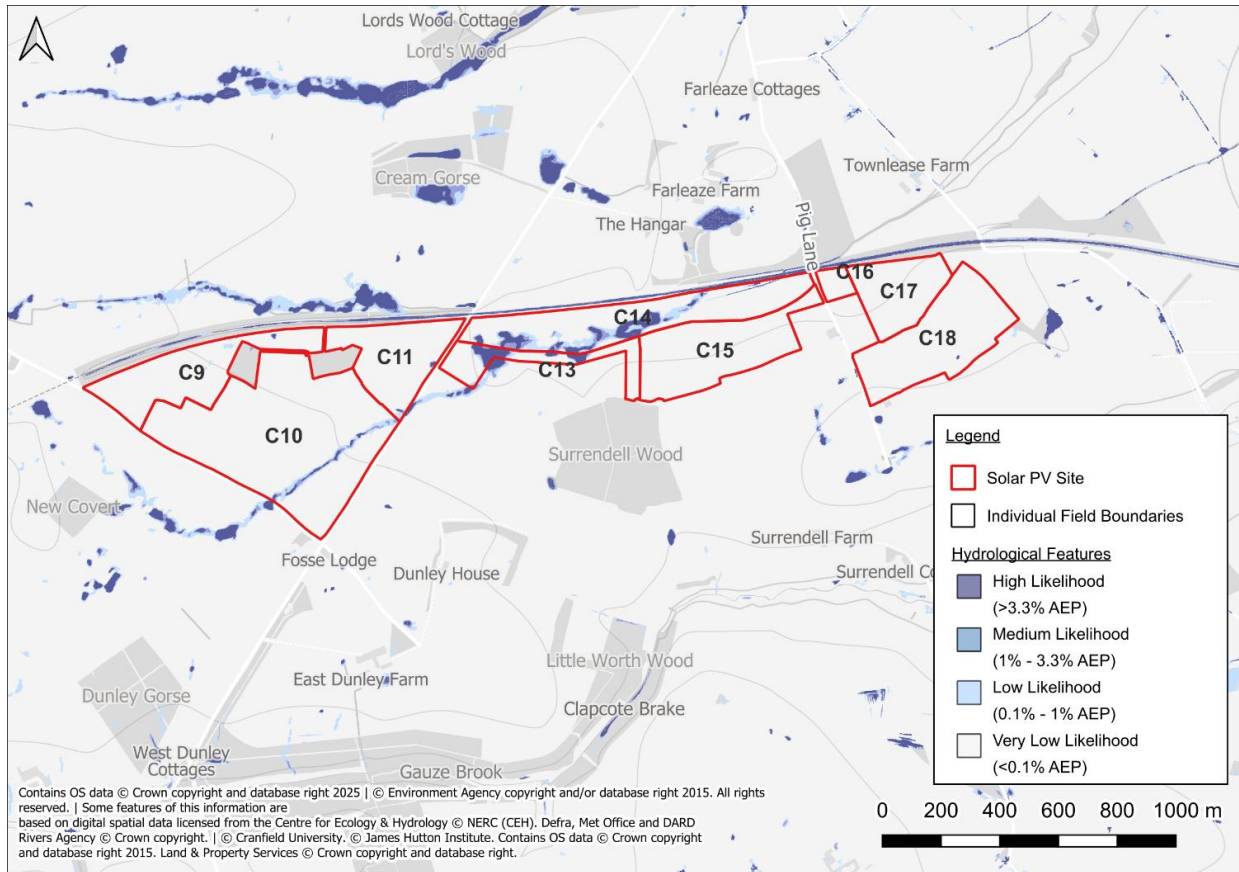 Lords Wood Cottage
Lord's Wood
Farleaze Cottages
Townlease Farm
Cream Gorse
Farleaze Farm
The Hangar
Pig Lane
C16
C17
C14
C11
C18
C15
C9
C13
C10
Surrendell Wood
New Covert
Fosse Lodge
Dunley House
Surrendell Farm
Surrendell Co
Little Worth Wood
East Dunley Farm
Dunley Gorse
Clapcote Brake
West Dunley
Cottages
Gauze Brook
Legend
Solar PV Site
Individual Field Boundaries
Hydrological Features
High Likelihood
(>3.3% AEP)
Medium Likelihood
(1% - 3.3% AEP)
Low Likelihood
(0.1% - 1% AEP)
Very Low Likelihood
(<0.1% AEP)
Contains OS data © Crown copyright and database right 2025 | © Environment Agency copyright and/or database right 2015. All rights
reserved. | Some features of this information are
based on digital spatial data licensed from the Centre for Ecology & Hydrology © NERC (CEH). Defra, Met Office and DARD
Rivers Agency © Crown copyright. | © Cranfield University. © James Hutton Institute. Contains OS data © Crown copyright
and database right 2015. Land & Property Services © Crown copyright and database right.
0 200 400 600 800 1000 m